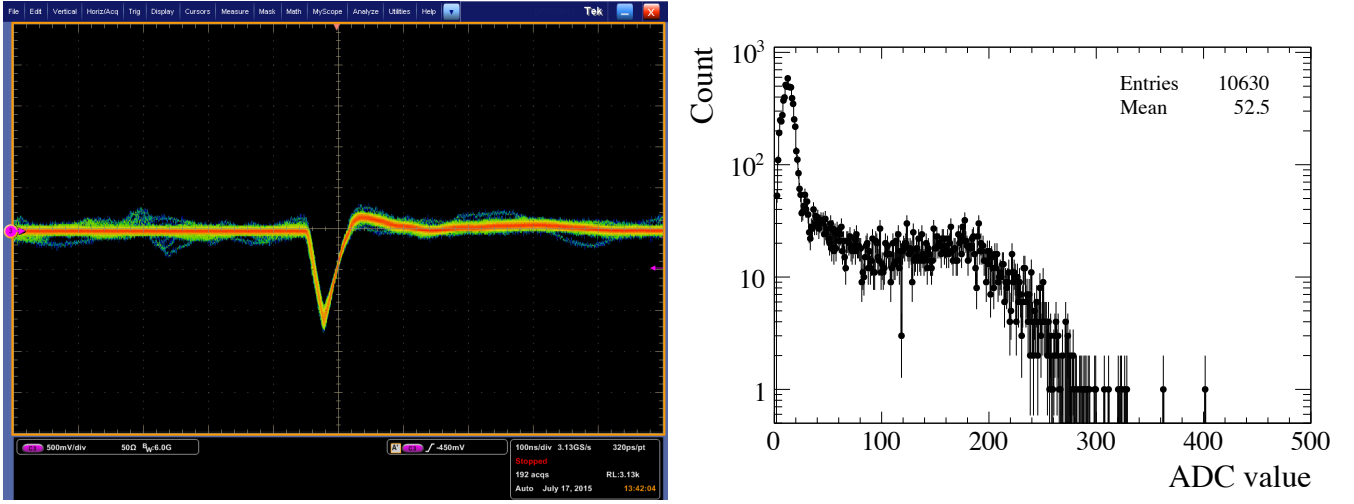 File Edit Vertical Horiz/Acq Trig Display Cursors Measure Mask Math MyScope Analyze Utilities Help Tek X
500mV/div 50Ω BW:6.0G
A' -450mV
100ns/div 3.13GS/s 320ps/pt
Stopped
192 acqs RL:3.13k
Auto July 17, 2015 13:42:04
Count
10³
10²
10
1
Entries 10630
Mean 52.5
0 100 200 300 400 500
ADC value